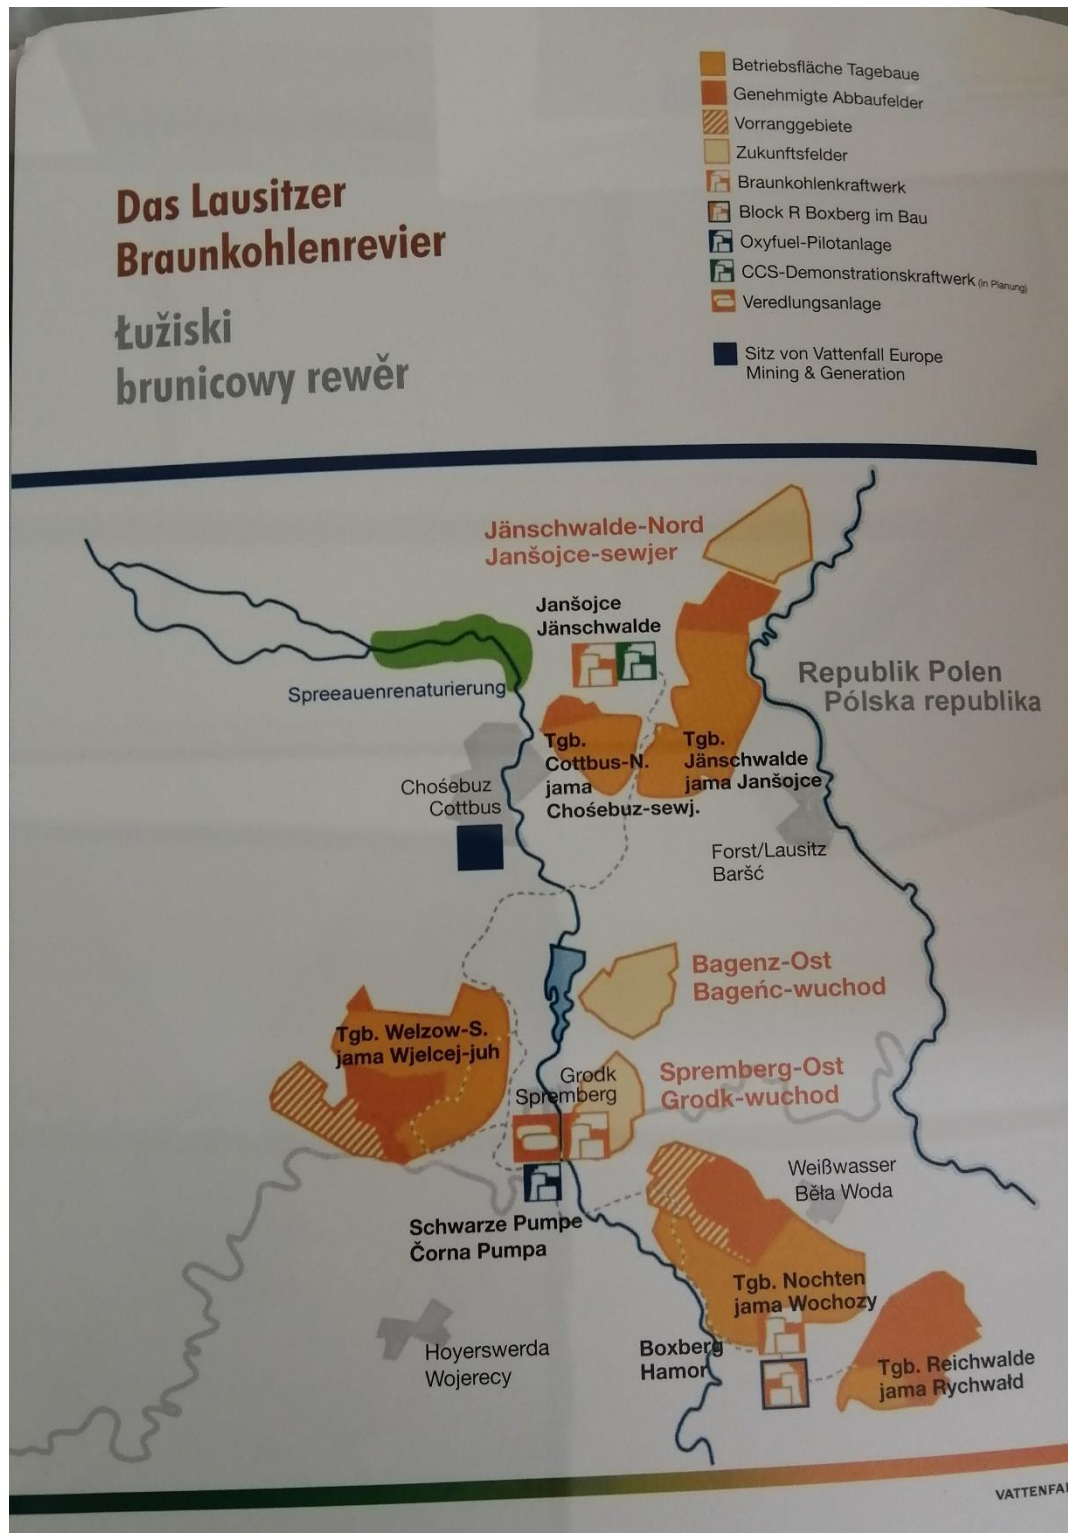 Das Lausitzer
Braunkohlenrevier
Łužiski
brunicowy rewěr
Betriebsfläche Tagebaue
Genehmigte Abbaufelder
Vorranggebiete
Zukunftsfelder
Braunkohlenkraftwerk
Block R Boxberg im Bau
Oxyfuel-Pilotanlage
CCS-Demonstrationskraftwerk (in Planung)
Veredlungsanlage
Sitz von Vattenfall Europe
Mining & Generation
Jänschwalde-Nord
Janšojce-sewjer
Janšojce
Jänschwalde
Spreeauenrenaturierung
Republik Polen
Pólska republika
Tgb.
Cottbus-N.
jama
Chośebuz-sewj.
Tgb.
Jänschwalde
jama Janšojce
Chośebuz
Cottbus
Forst/Lausitz
Baršć
Bagenz-Ost
Bageńc-wuchod
Tgb. Welzow-S.
jama Wjelcej-juh
Grodk
Spremberg
Spremberg-Ost
Grodk-wuchod
Weißwasser
Běła Woda
Schwarze Pumpe
Čorna Pumpa
Tgb. Nochten
jama Wochozy
Boxberg
Hamor
Hoyerswerda
Wojerecy
Tgb. Reichwalde
jama Rychwałd
VATTENFA